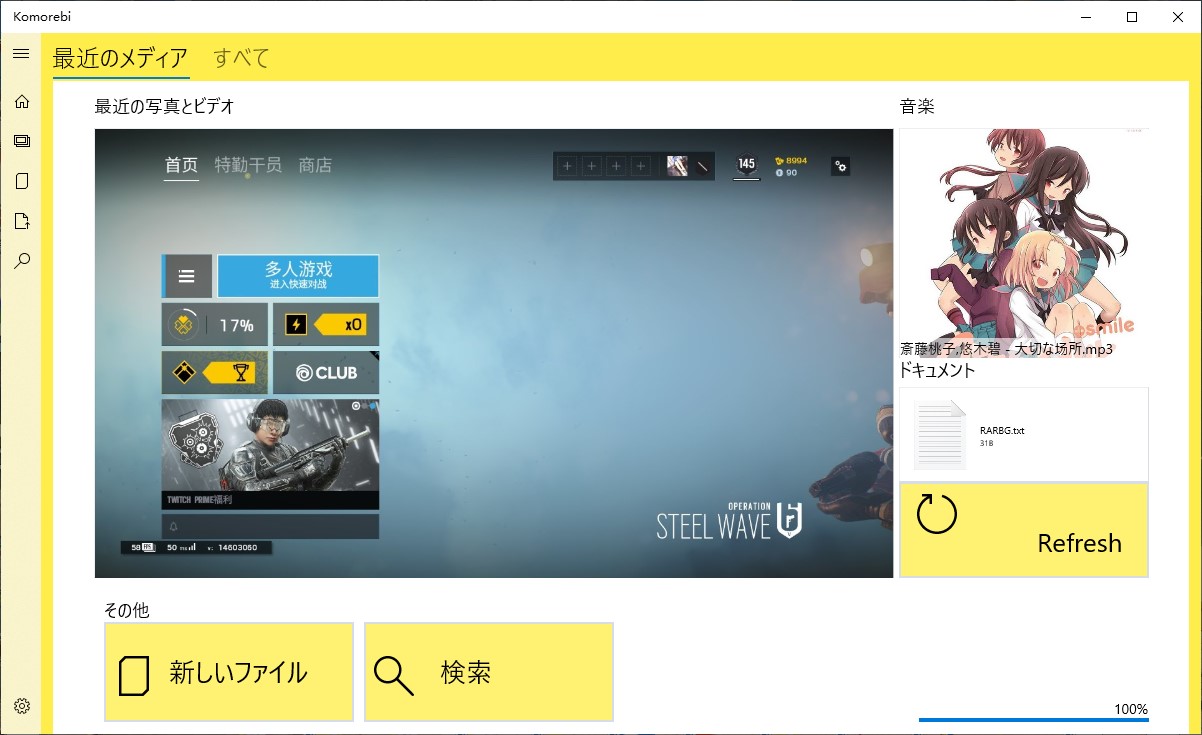 Komorebi
最近のメディア すべて
最近の写真とビデオ
音楽
首页 特勤干员 商店
145
8994
90
多人游戏
进入快速对战
17%
x0
CLUB
TWITCH PRIME福利
58 FPS 50 ms v: 14603060
OPERATION
STEEL WAVE
φsmile
斎藤桃子,悠木碧 - 大切な场所.mp3
ドキュメント
RARBG.txt
31B
Refresh
その他
新しいファイル
検索
100%